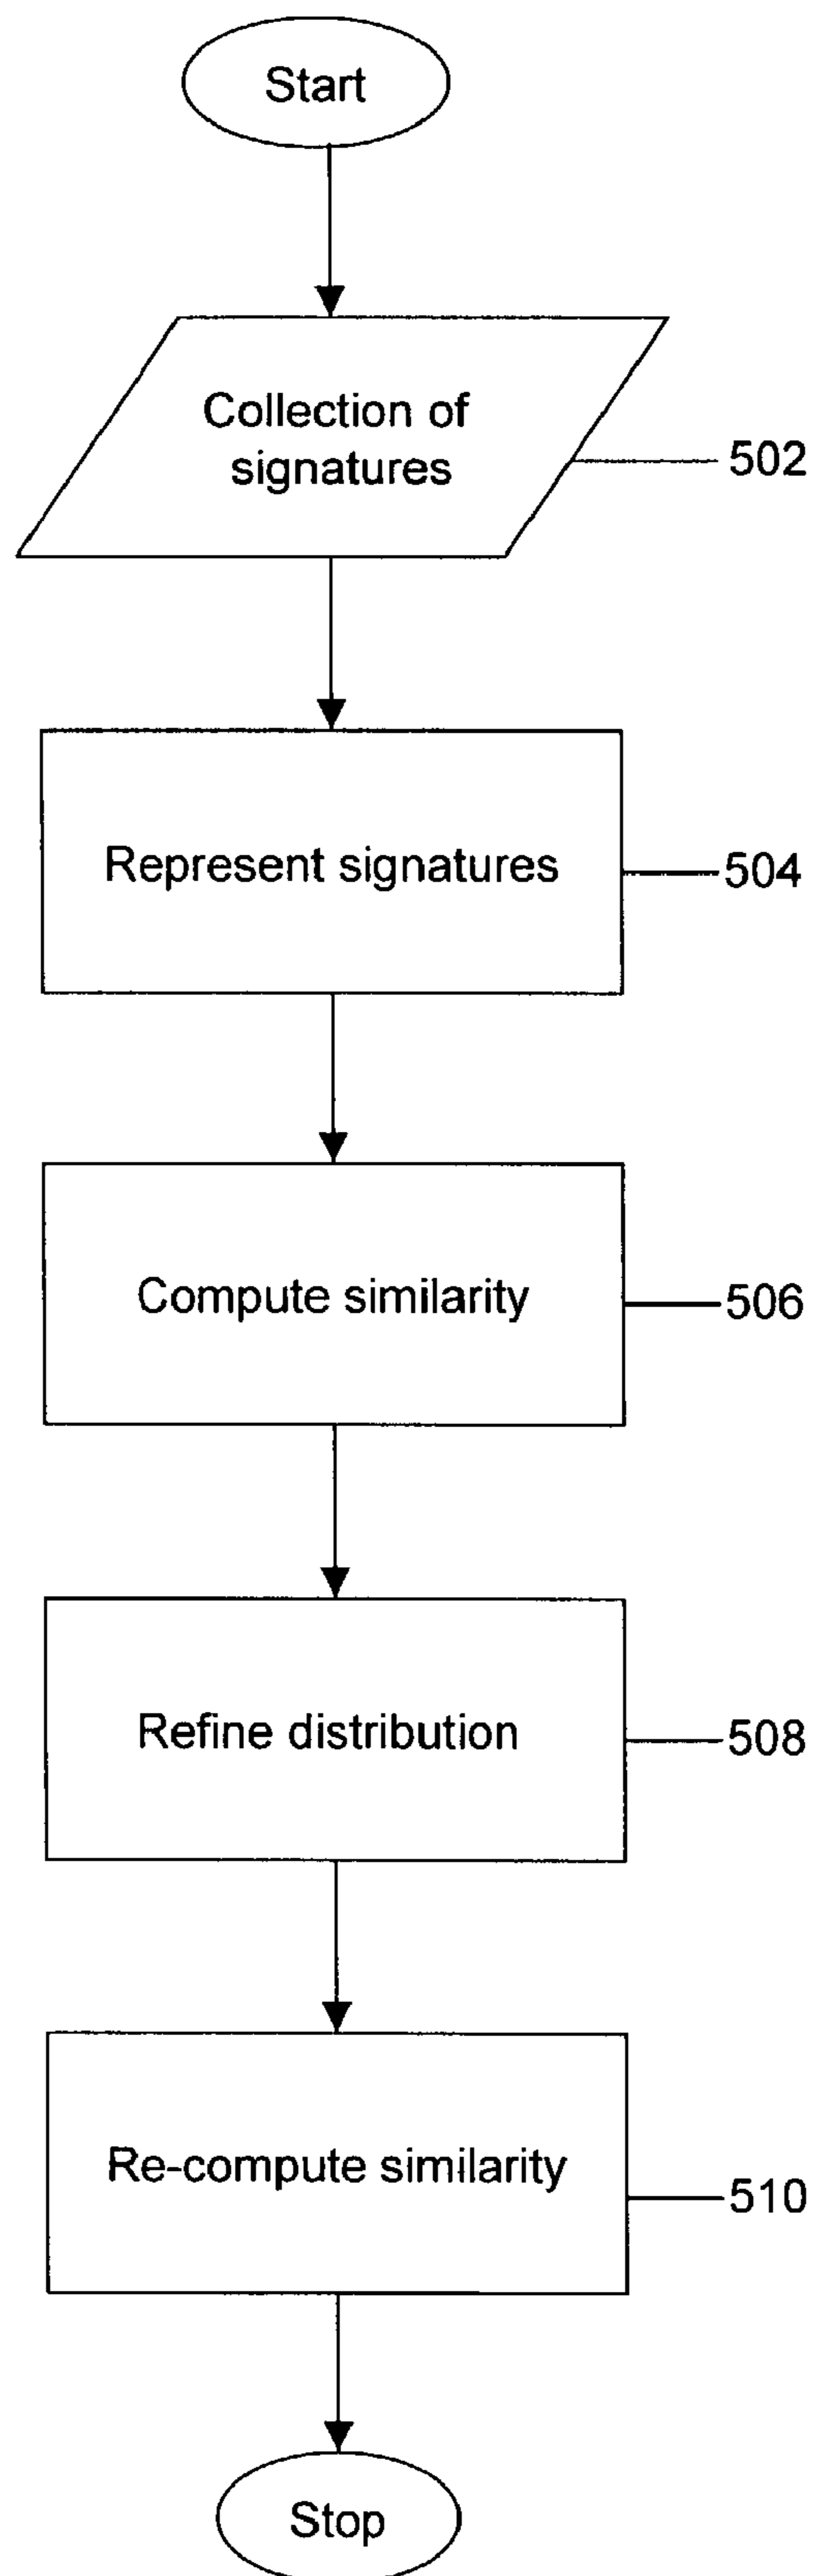 Start
Collection of
signatures
502
Represent signatures
504
Compute similarity
506
Refine distribution
508
Re-compute similarity
510
Stop